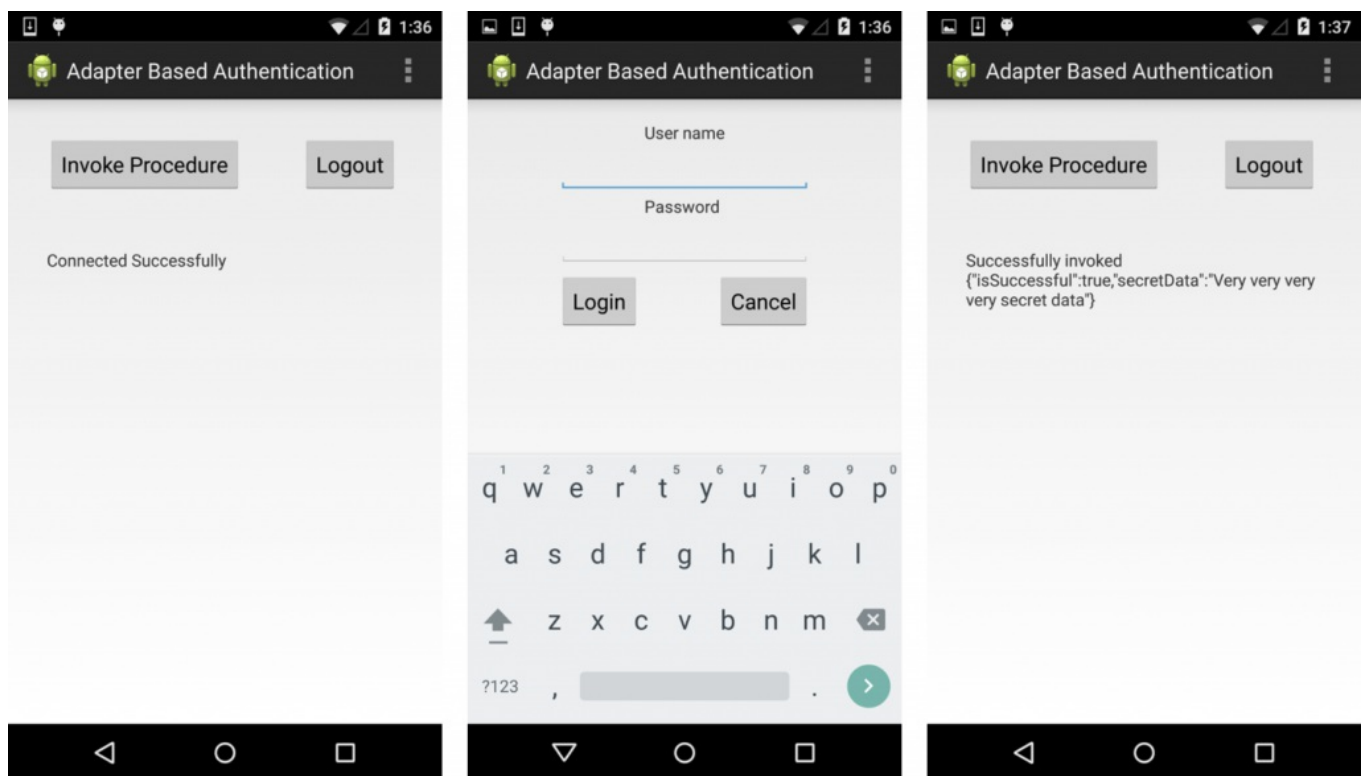 1:36
Adapter Based Authentication
Invoke Procedure Logout
Connected Successfully
1:36
Adapter Based Authentication
User name
Password
Login Cancel
1 2 3 4 5 6 7 8 9 0
q w e r t y u i o p
a s d f g h j k l
z x c v b n m
?123 , .
1:37
Adapter Based Authentication
Invoke Procedure Logout
Successfully invoked
{"isSuccessful":true,"secretData":"Very very very
very secret data"}